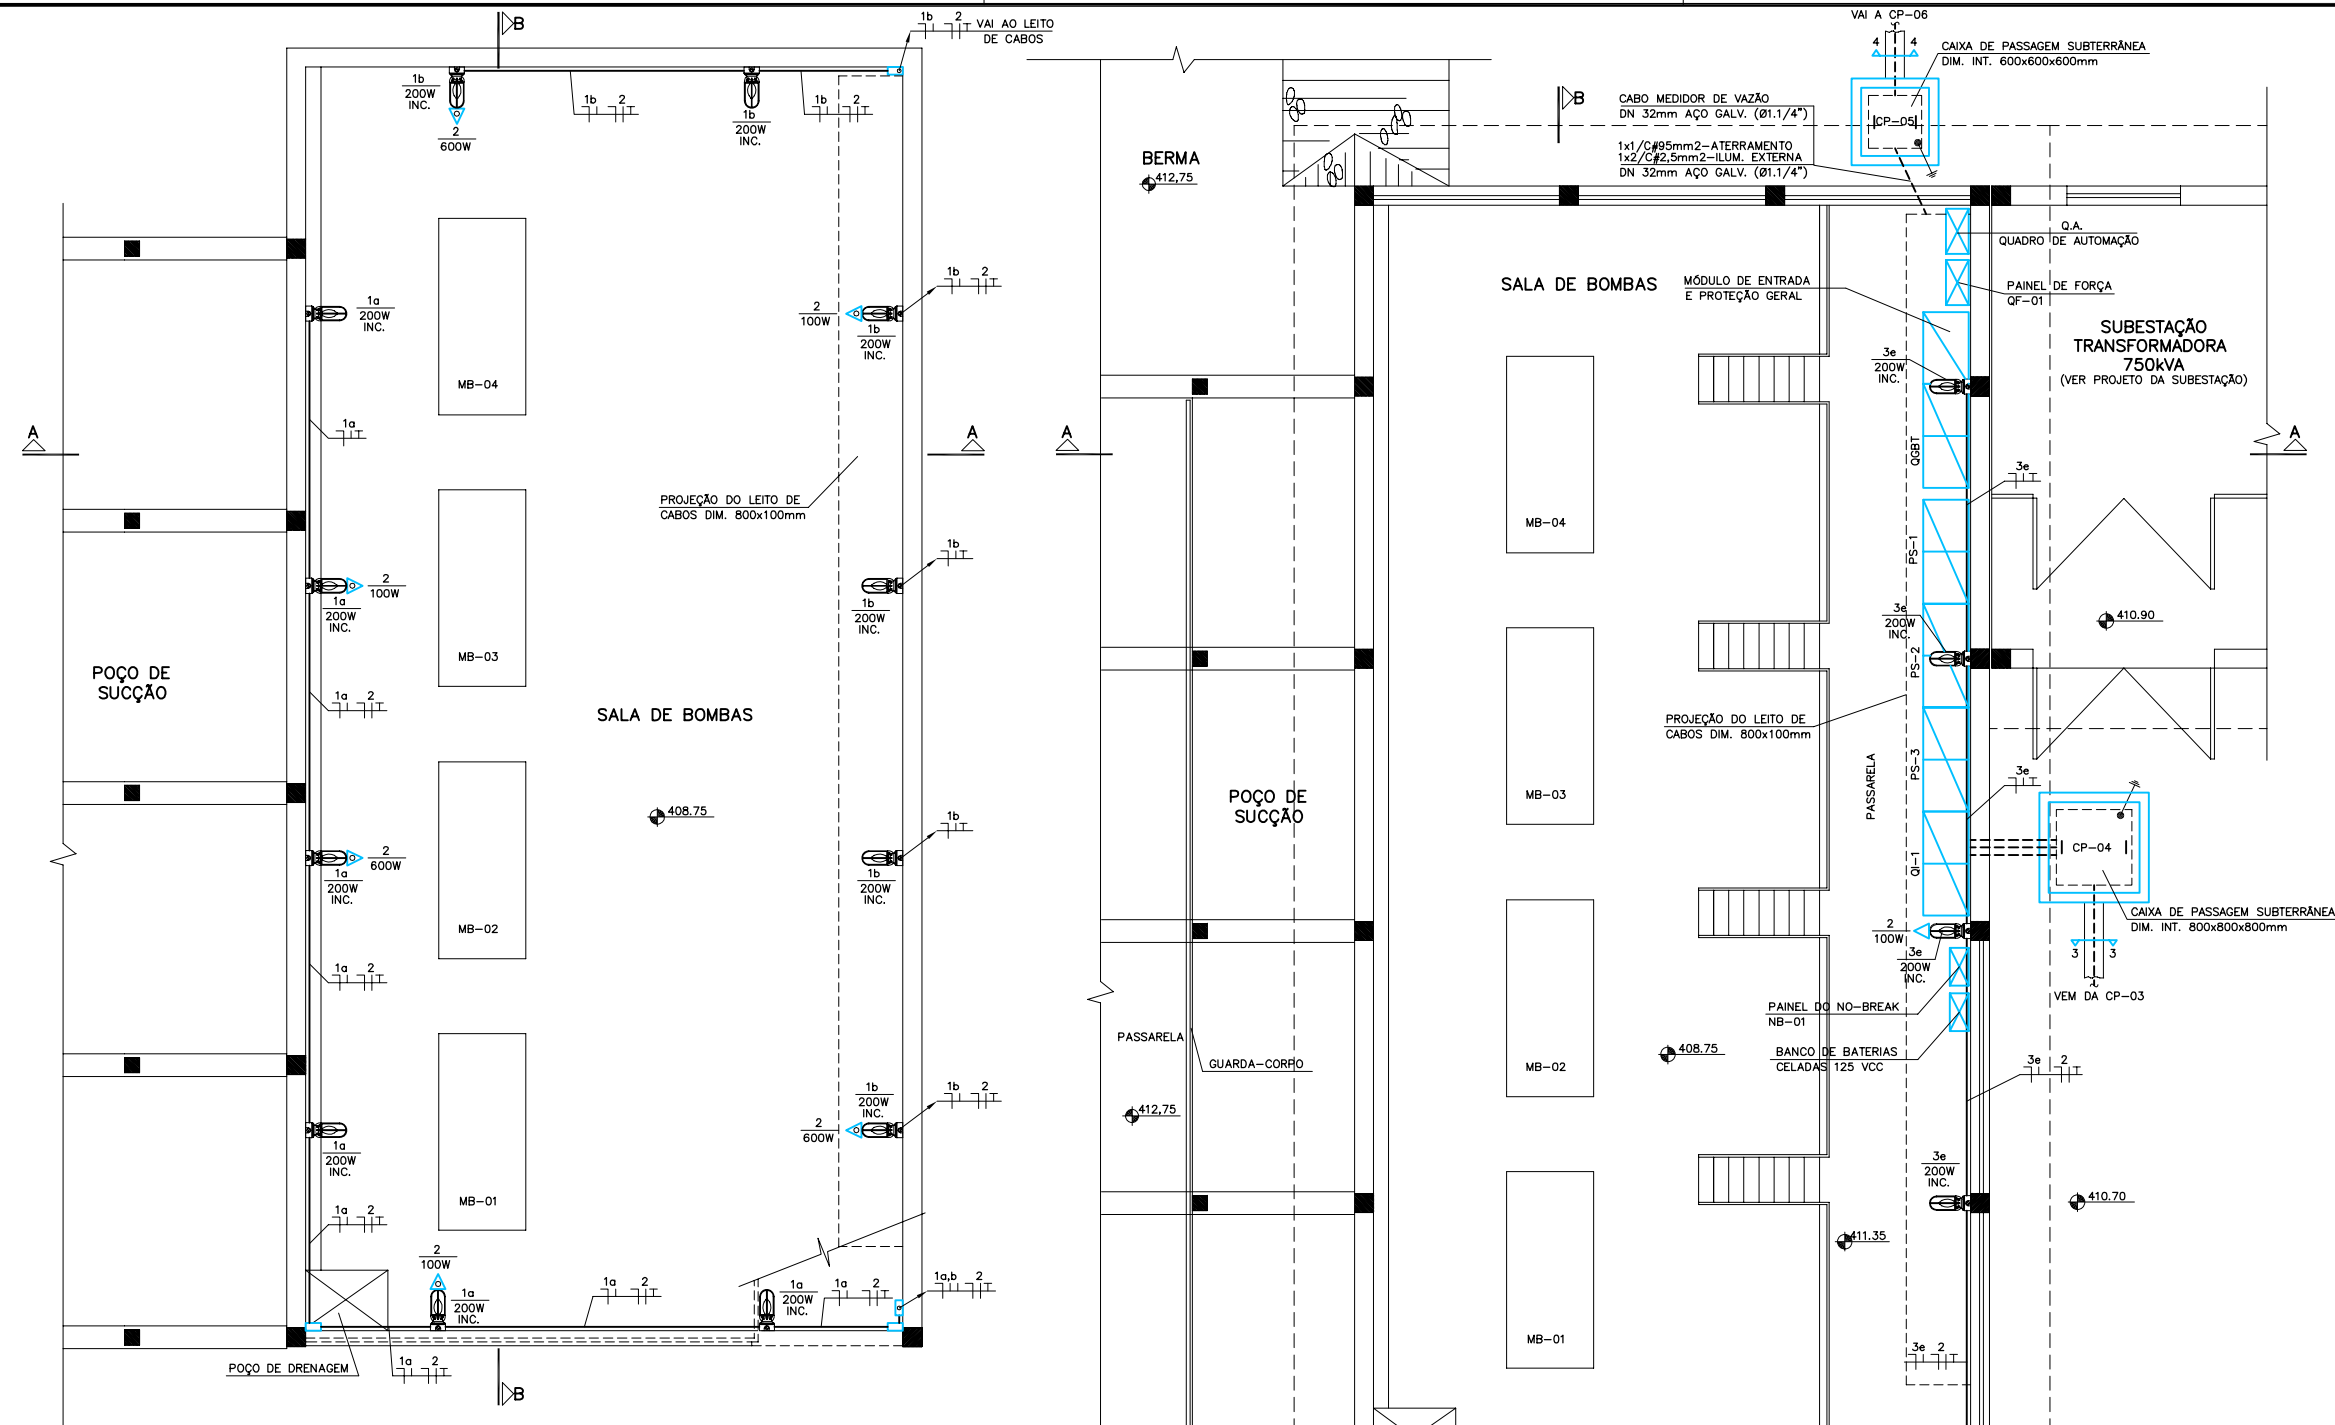 B
1b 2 VAI AO LEITO
DE CABOS
1b
200W
INC.
2
600W
1b 2
1b
200W
INC.
1b 2
1a
200W
INC.
2
100W
1b
200W
INC.
1b 2
MB-04
1a
A
A
PROJEÇÃO DO LEITO DE
CABOS DIM. 800x100mm
1b
2
100W
1a
200W
INC.
1b
200W
INC.
MB-03
POÇO DE
SUCÇÃO
1a 2
SALA DE BOMBAS
408.75
1b
2
600W
1a
200W
INC.
1b
200W
INC.
MB-02
1a 2
1b
200W
INC.
1b 2
2
600W
1a
200W
INC.
MB-01
1a 2
2
100W
1a
200W
INC.
1a 2
1a
200W
INC.
1a 2
1a,b 2
POÇO DE DRENAGEM
1a 2
B
VAI A CP-06
4 4
CAIXA DE PASSAGEM SUBTERRÂNEA
DIM. INT. 600x600x600mm
B
CABO MEDIDOR DE VAZÃO
DN 32mm AÇO GALV. (Ø1.1/4")
CP-05
1x1/C#95mm2-ATERRAMENTO
1x2/C#2,5mm2-ILUM. EXTERNA
DN 32mm AÇO GALV. (Ø1.1/4")
BERMA
412,75
Q.A.
QUADRO DE AUTOMAÇÃO
SALA DE BOMBAS
MÓDULO DE ENTRADA
E PROTEÇÃO GERAL
PAINEL DE FORÇA
QF-01
SUBESTAÇÃO
TRANSFORMADORA
750kVA
(VER PROJETO DA SUBESTAÇÃO)
3e
200W
INC.
A
A
QGBT
3e
MB-04
PS-1
3e
200W
INC.
410.90
PS-2
PROJEÇÃO DO LEITO DE
CABOS DIM. 800x100mm
PASSARELA
PS-3
3e
POÇO DE
SUCÇÃO
MB-03
QI-1
CP-04
CAIXA DE PASSAGEM SUBTERRÂNEA
DIM. INT. 800x800x800mm
2
100W
3e
200W
INC.
3 3
VEM DA CP-03
PAINEL DO NO-BREAK
NB-01
PASSARELA
GUARDA-CORPO
408.75
BANCO DE BATERIAS
CELADAS 125 VCC
MB-02
3e 2
412,75
3e
200W
INC.
410.70
411.35
MB-01
3e 2